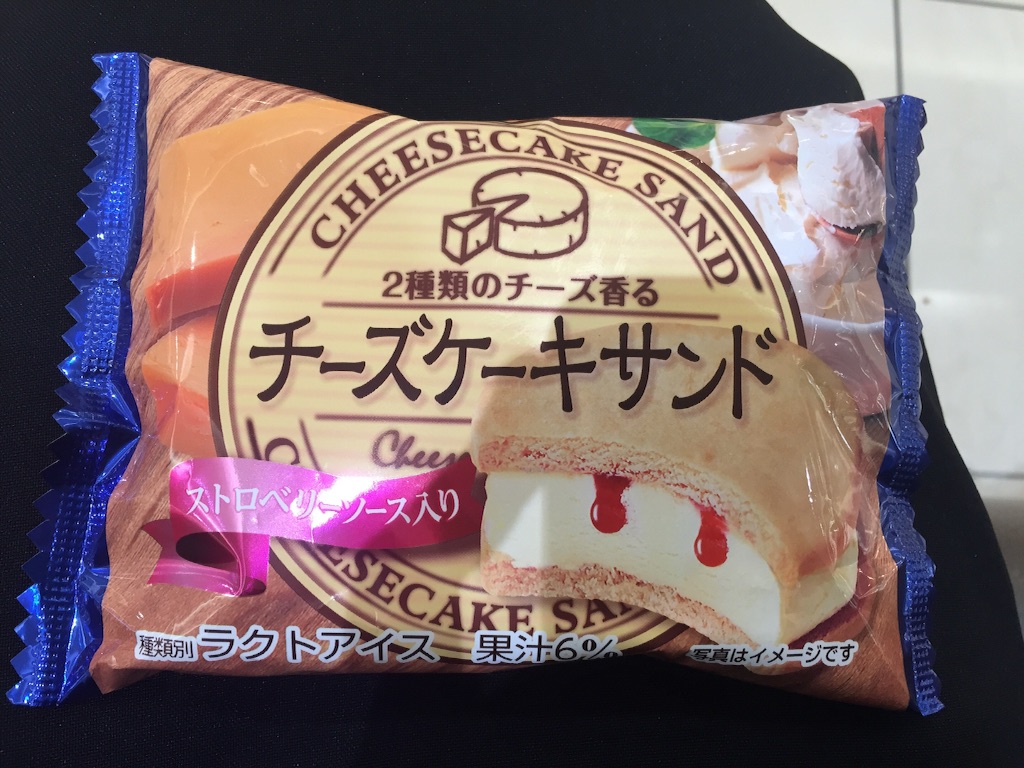 CHEESECAKE SAND
2種類のチーズ香る
チーズケーキサンド
Chees
ストロベリーソース入り
ESECAKE SA
種類別 ラクトアイス 果汁6%
写真はイメージです